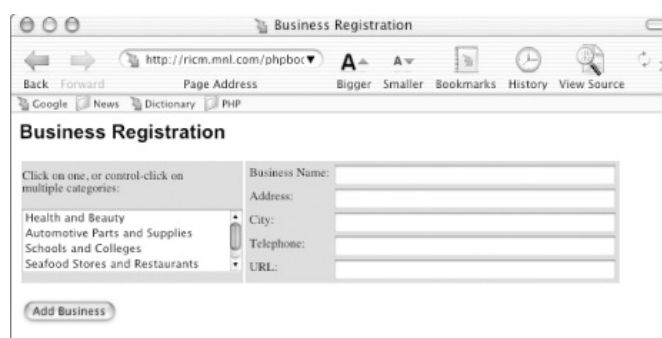 Business Registration
http://ricm.mnl.com/phpboc
A A
Back Forward Page Address Bigger Smaller Bookmarks History View Source
Google News Dictionary PHP
Business Registration
Click on one, or control-click on
multiple categories:
Health and Beauty
Automotive Parts and Supplies
Schools and Colleges
Seafood Stores and Restaurants
Business Name:
Address:
City:
Telephone:
URL:
Add Business